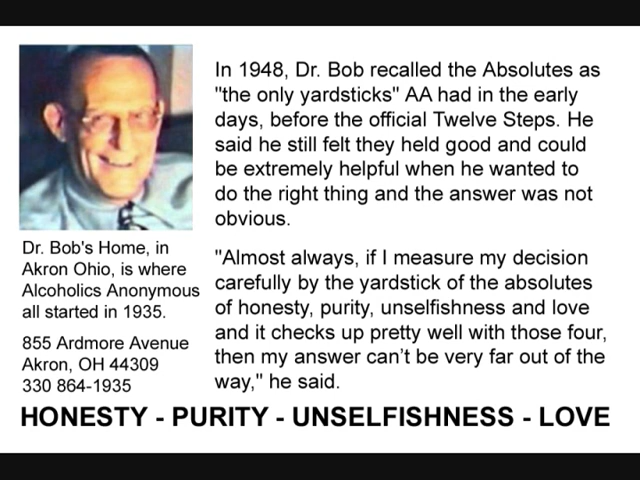 In 1948, Dr. Bob recalled the Absolutes as
"the only yardsticks" AA had in the early
days, before the official Twelve Steps. He
said he still felt they held good and could
be extremely helpful when he wanted to
do the right thing and the answer was not
obvious.
"Almost always, if I measure my decision
carefully by the yardstick of the absolutes
of honesty, purity, unselfishness and love
and it checks up pretty well with those four,
then my answer can't be very far out of the
way," he said.
Dr. Bob's Home, in
Akron Ohio, is where
Alcoholics Anonymous
all started in 1935.
855 Ardmore Avenue
Akron, OH 44309
330 864-1935
HONESTY - PURITY - UNSELFISHNESS - LOVE